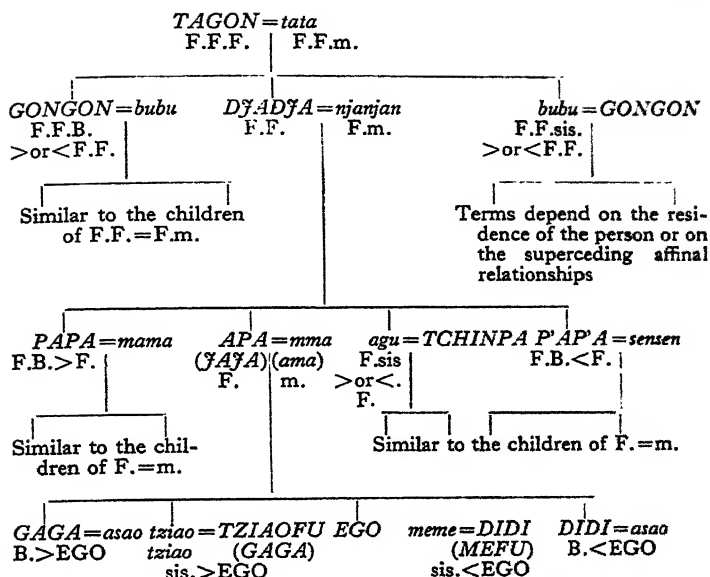 TAGON=tata
F.F.F. F.F.m.
GONGON=bubu DJADJA=njanjan bubu=GONGON
F.F.B. F.F. F.m. F.F.sis.
>or<F.F. >or<F.F.
Similar to the children Terms depend on the resi-
of F.F.=F.m. dence of the person or on
the superceding affinal
relationships
PAPA=mama APA=mma agu=TCHINPA P'AP'A=sensen
F.B.>F. (JAJA) (ama) F.sis F.B.<F.
F. m. >or<.
F.
Similar to the chil- Similar to the children of F.=m.
dren of F.=m.
GAGA=asao tziao=TZIAOFU EGO meme=DIDI DIDI=asao
B.>EGO tziao (GAGA) (MEFU) B.<EGO
sis.>EGO sis.<EGO